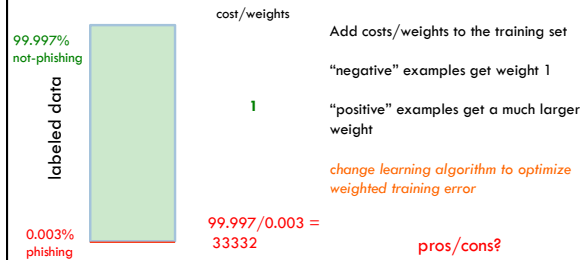 cost/weights
99.997%
not-phishing
labeled data
1
0.003%
phishing
99.997/0.003 =
33332
Add costs/weights to the training set
“negative” examples get weight 1
“positive” examples get a much larger
weight
change learning algorithm to optimize
weighted training error
pros/cons?